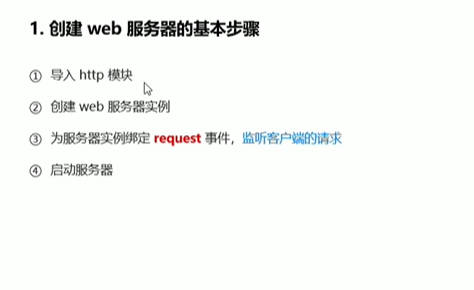 1. 创建 web 服务器的基本步骤
① 导入 http 模块
② 创建 web 服务器实例
③ 为服务器实例绑定 request 事件，监听客户端的请求
④ 启动服务器